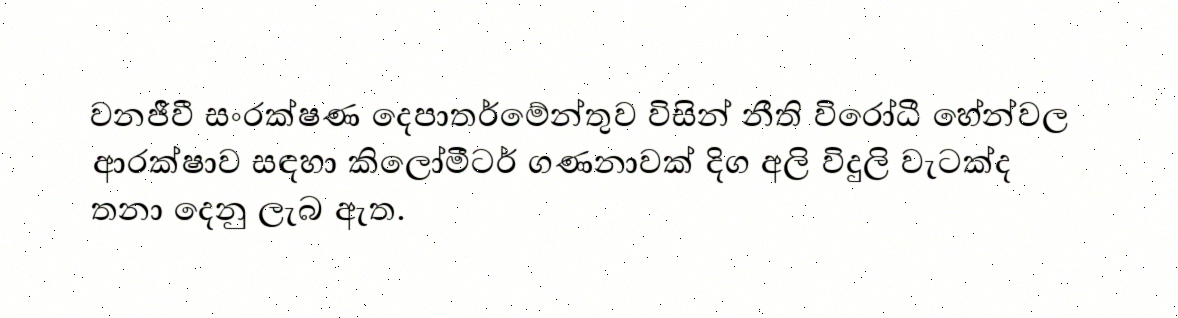 වනජීවී සංරක්ෂණ දෙපාතර්මේන්තුව විසින් නීති විරෝධී හේන්වල
ආරක්ෂාව සඳහා කිලෝමීටර් ගණනාවක් දිග අලි විදුලි වැටක්ද
තනා දෙනු ලැබ ඇත.